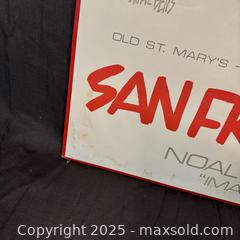 OLD ST. MARY'S -
SAN FR
NOAL
"IMA
Copyright 2025 - maxsold.com